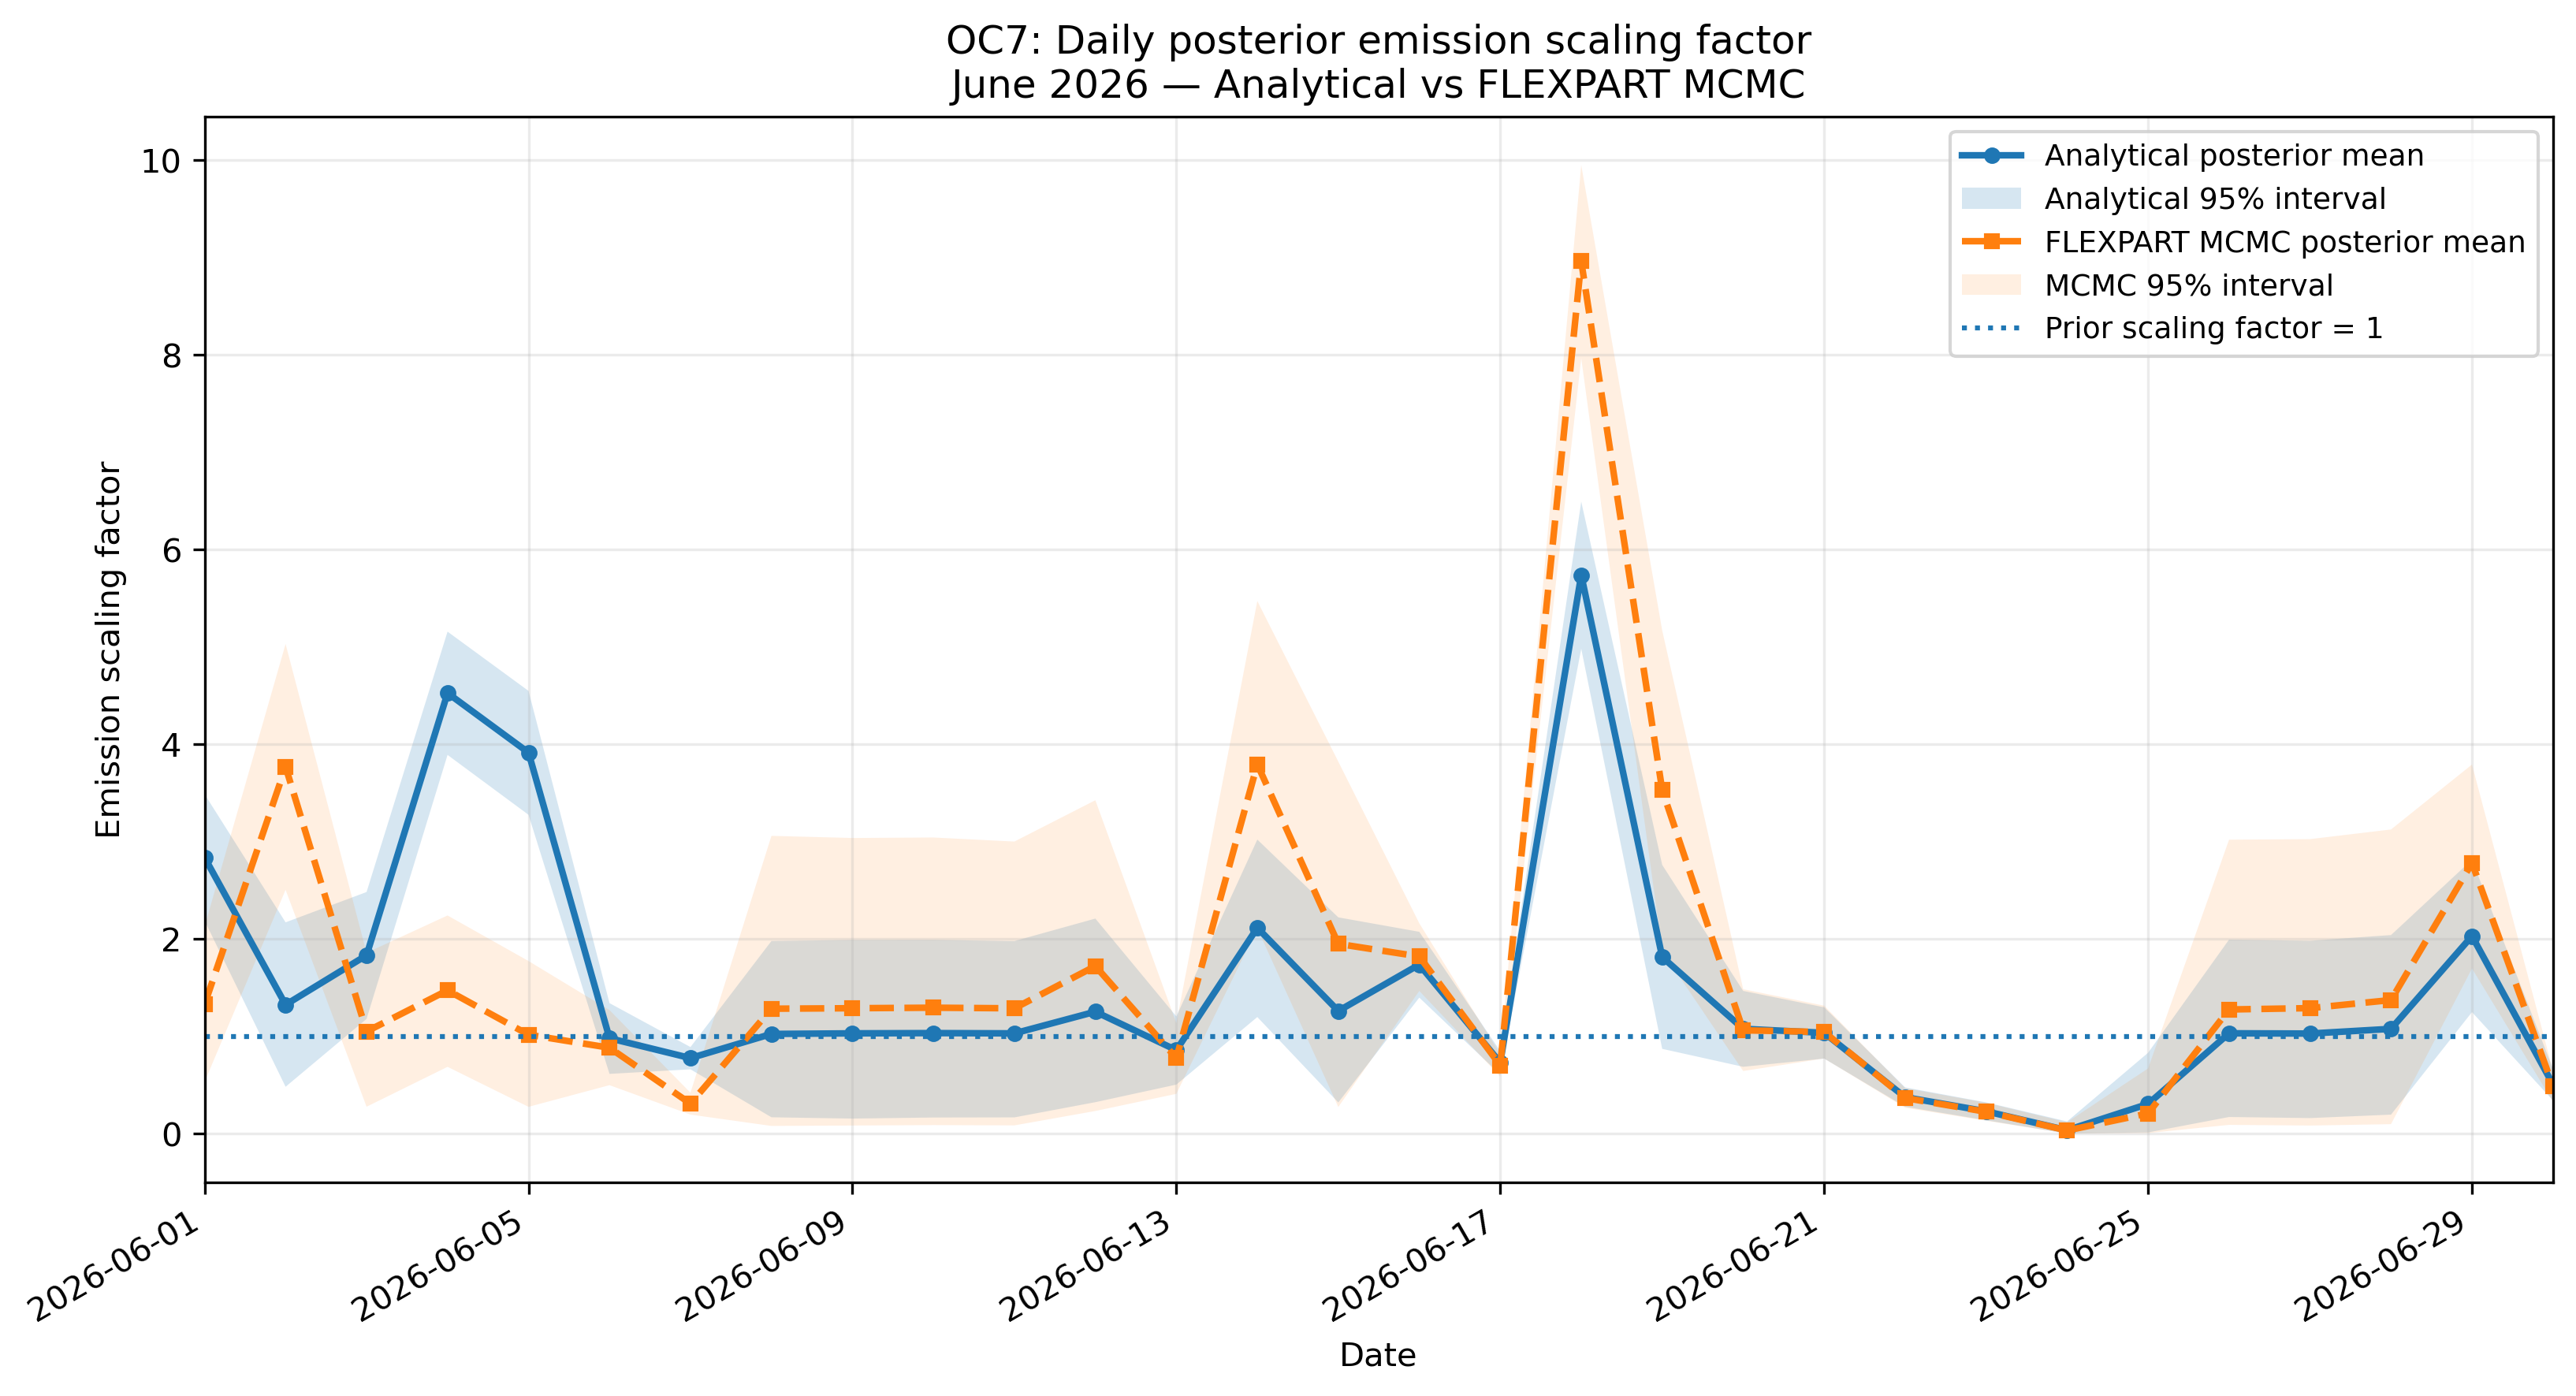 OC7: Daily posterior emission scaling factor
June 2026 — Analytical vs FLEXPART MCMC
Analytical posterior mean
Analytical 95% interval
FLEXPART MCMC posterior mean
MCMC 95% interval
Prior scaling factor = 1
Emission scaling factor
10
8
6
4
2
0
2026-06-01
2026-06-05
2026-06-09
2026-06-13
2026-06-17
2026-06-21
2026-06-25
2026-06-29
Date